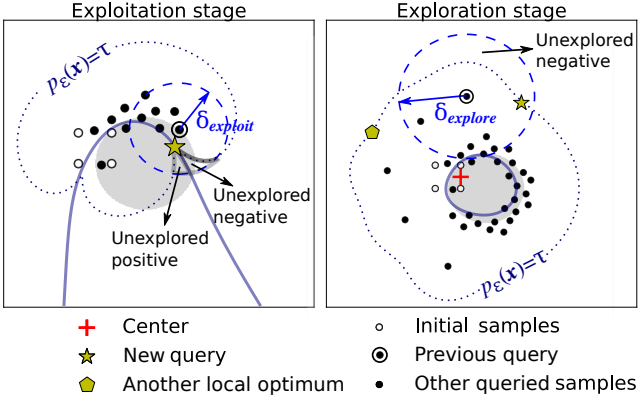 Exploitation stage
Exploration stage
pε(x)=τ
δexploit
Unexplored
negative
Unexplored
positive
Unexplored
negative
δexplore
pε(x)=τ
Center
New query
Another local optimum
Initial samples
Previous query
Other queried samples